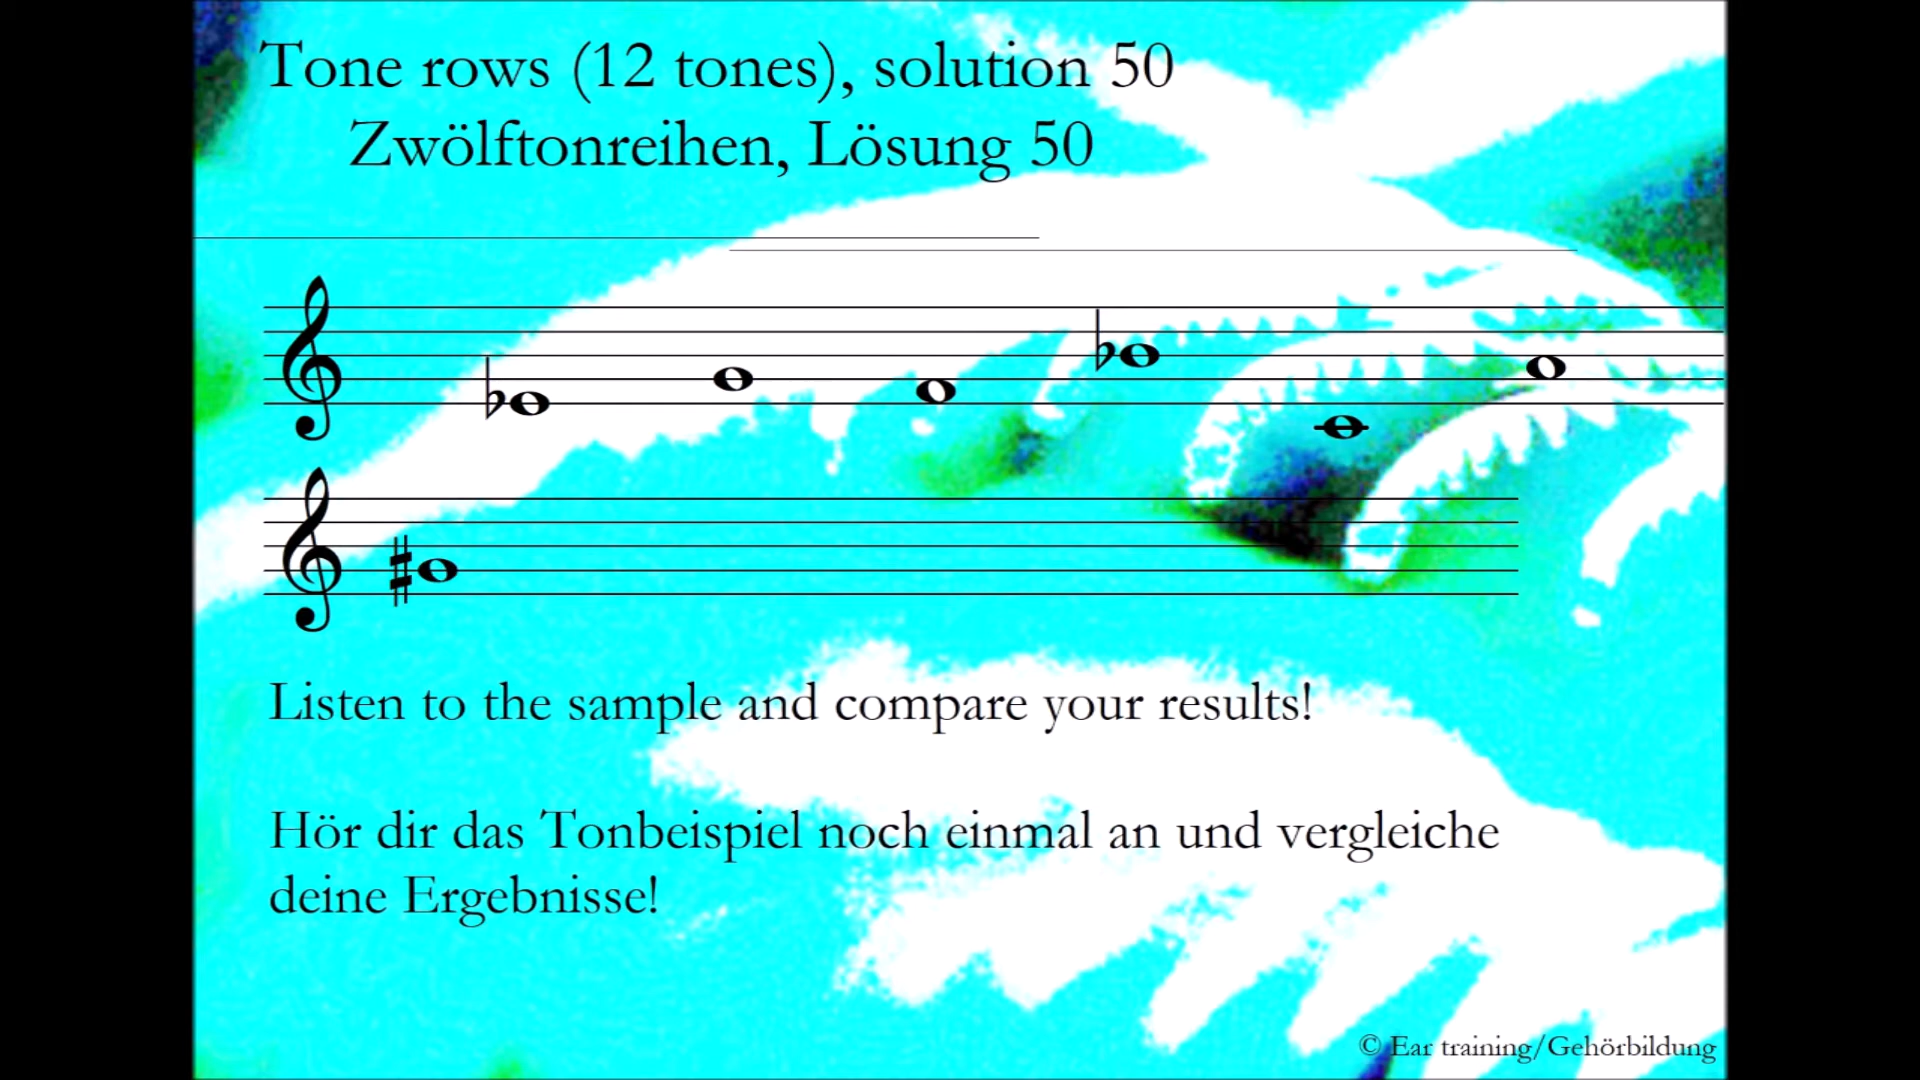 Tone rows (12 tones), solution 50
Zwölftonreihen, Lösung 50
Listen to the sample and compare your results!
Hör dir das Tonbeispiel noch einmal an und vergleiche
deine Ergebnisse!
© Ear training/Gehörbildung